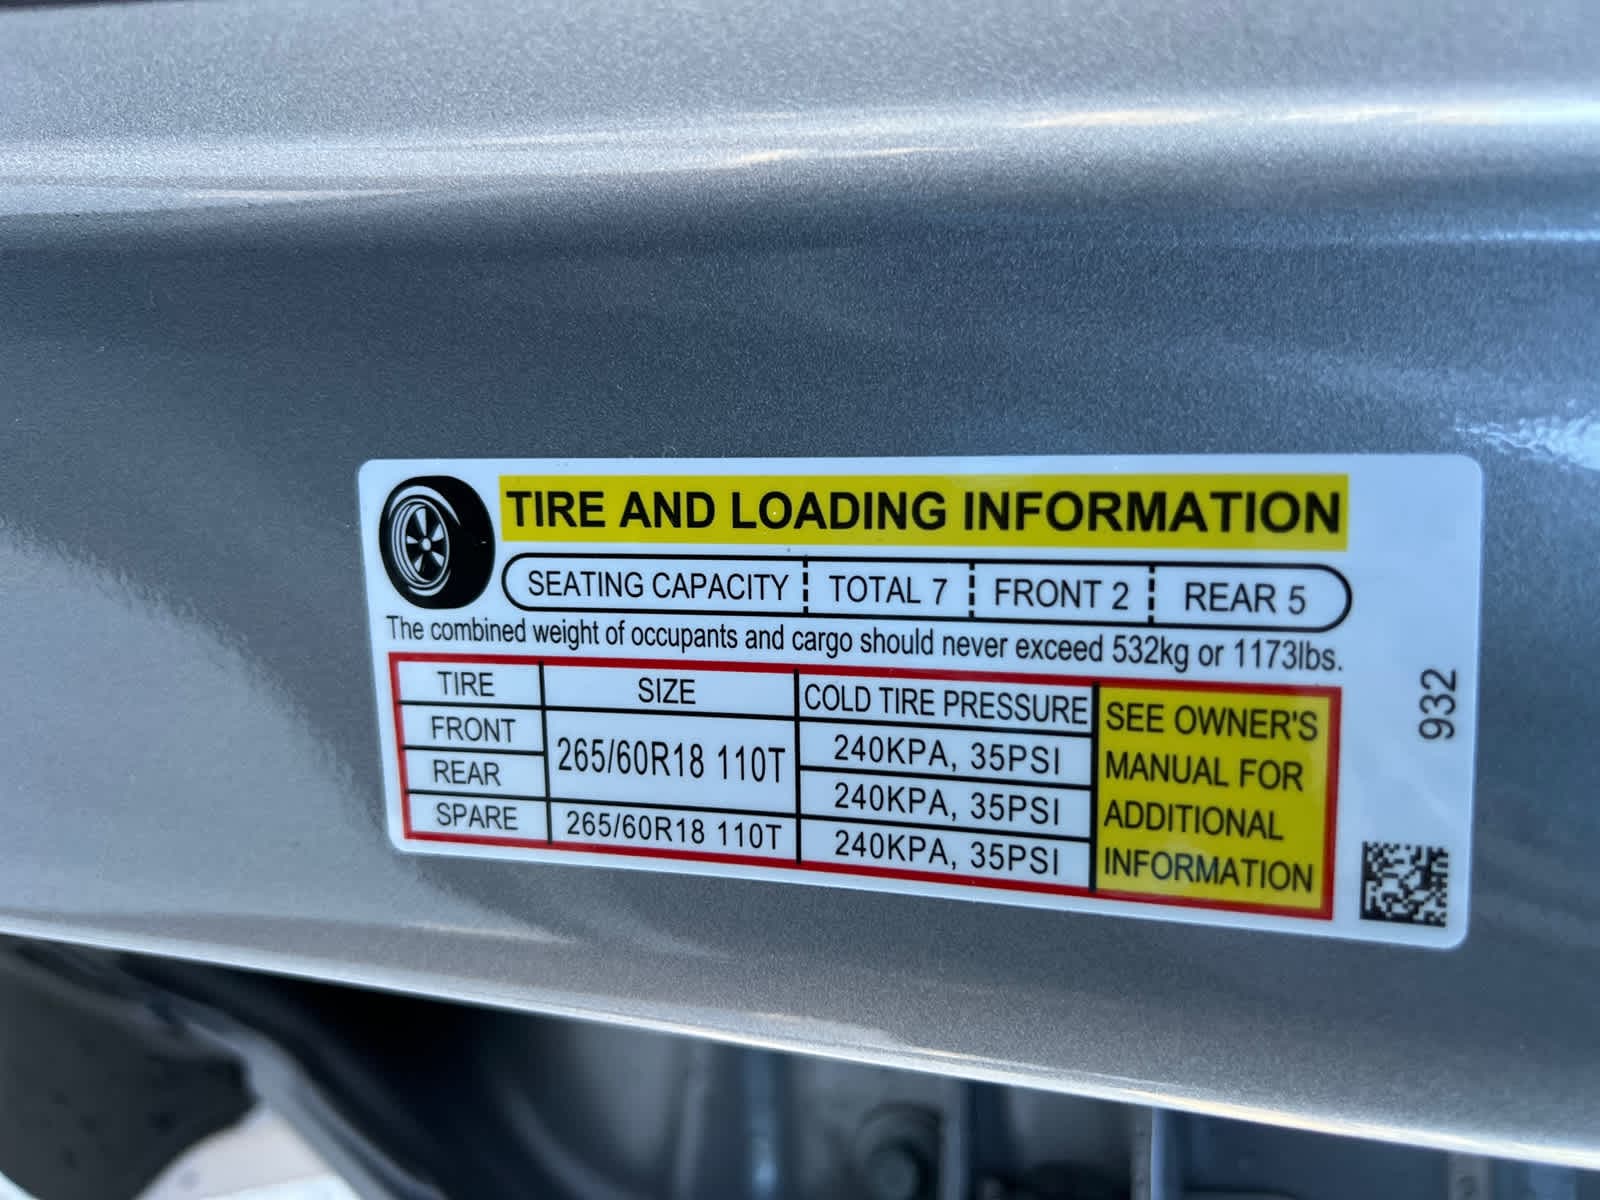 TIRE AND LOADING INFORMATION
SEATING CAPACITY TOTAL 7 FRONT 2 REAR 5
The combined weight of occupants and cargo should never exceed 532kg or 1173lbs.
TIRE SIZE COLD TIRE PRESSURE
FRONT 265/60R18 110T 240KPA, 35PSI
REAR 240KPA, 35PSI
SPARE 265/60R18 110T 240KPA, 35PSI
SEE OWNER'S
MANUAL FOR
ADDITIONAL
INFORMATION
932